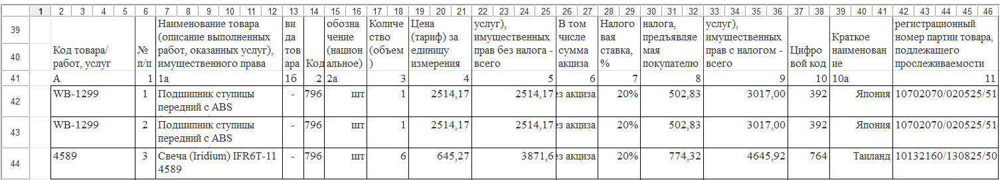 1 2 3 4 5 6 7 8 9 10 11 12 13 14 15 16 17 18 19 20 21 22 23 24 25 26 27 28 29 30 31 32 33 34 35 36 37 38 39 40 41 42 43 44 45 46
39 Наименование товара ви обозна Количе Цена услуг), В том Налого налога, услуг), регистрационный
(описание выполненных да чение ство (тариф) за имущественных числе вая предъявляе имущественных Краткое номер партии товара,
40 Код товара/ № работ, оказанных услуг), тов (национ (объем единицу прав без налога - сумма ставка, мая прав с налогом - Цифро наименован подлежащего
работ, услуг п/п имущественного права ара Код альное) ) измерения всего акциза % покупателю всего вой код ие прослеживаемости
41 А 1 1а 1б 2 2а 3 4 5 6 7 8 9 10 10а 11
42 WB-1299 1 Подшипник ступицы - 796 шт 1 2514,17 2514,17 ез акциза 20% 502,83 3017,00 392 Япония 10702070/020525/51
передний с ABS
43 WB-1299 2 Подшипник ступицы - 796 шт 1 2514,17 2514,17 ез акциза 20% 502,83 3017,00 392 Япония 10702070/020525/51
передний с ABS
44 4589 3 Свеча (Iridium) IFR6T-11 - 796 шт 6 645,27 3871,6 ез акциза 20% 774,32 4645,92 764 Таиланд 10132160/130825/50
4589